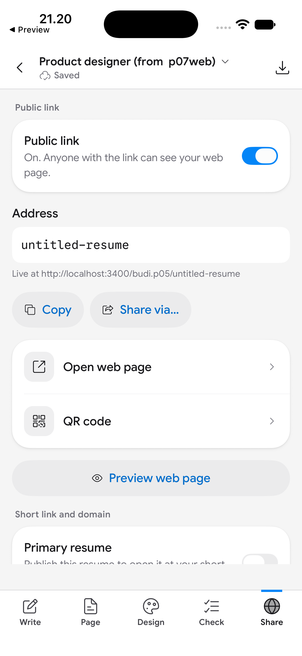 21.20
◀ Preview
Product designer (from p07web)
Saved
Public link
Public link
On. Anyone with the link can see your web
page.
Address
untitled-resume
Live at http://localhost:3400/budi.p05/untitled-resume
Copy
Share via...
Open web page
QR code
Preview web page
Short link and domain
Primary resume
Publish this resume to open it at your short
Write
Page
Design
Check
Share